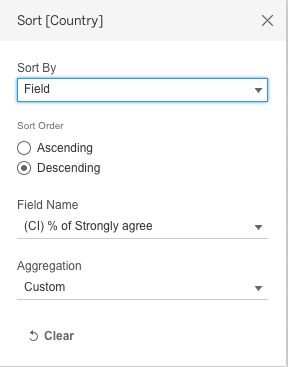 Sort [Country]
Sort By
Field
Sort Order
Ascending
Descending
Field Name
(CI) % of Strongly agree
Aggregation
Custom
Clear